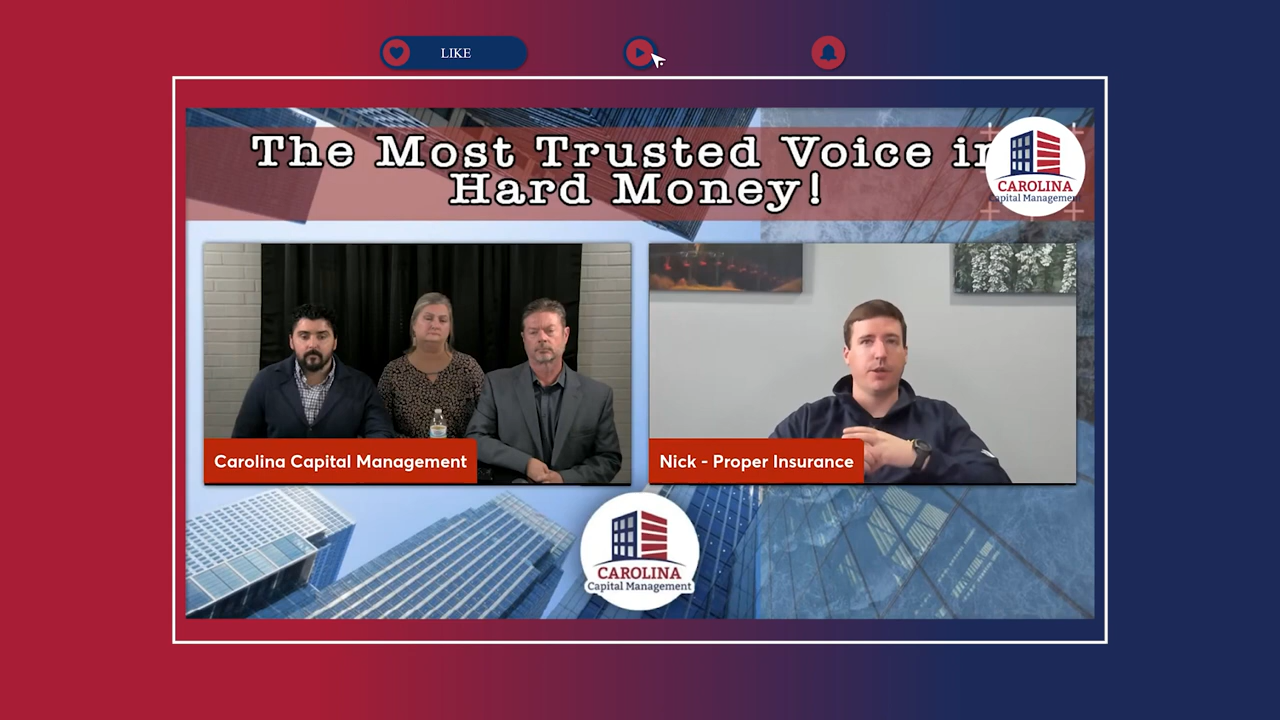 LIKE
The Most Trusted Voice in
Hard Money!
CAROLINA
Capital Management
Carolina Capital Management
Nick - Proper Insurance
CAROLINA
Capital Management